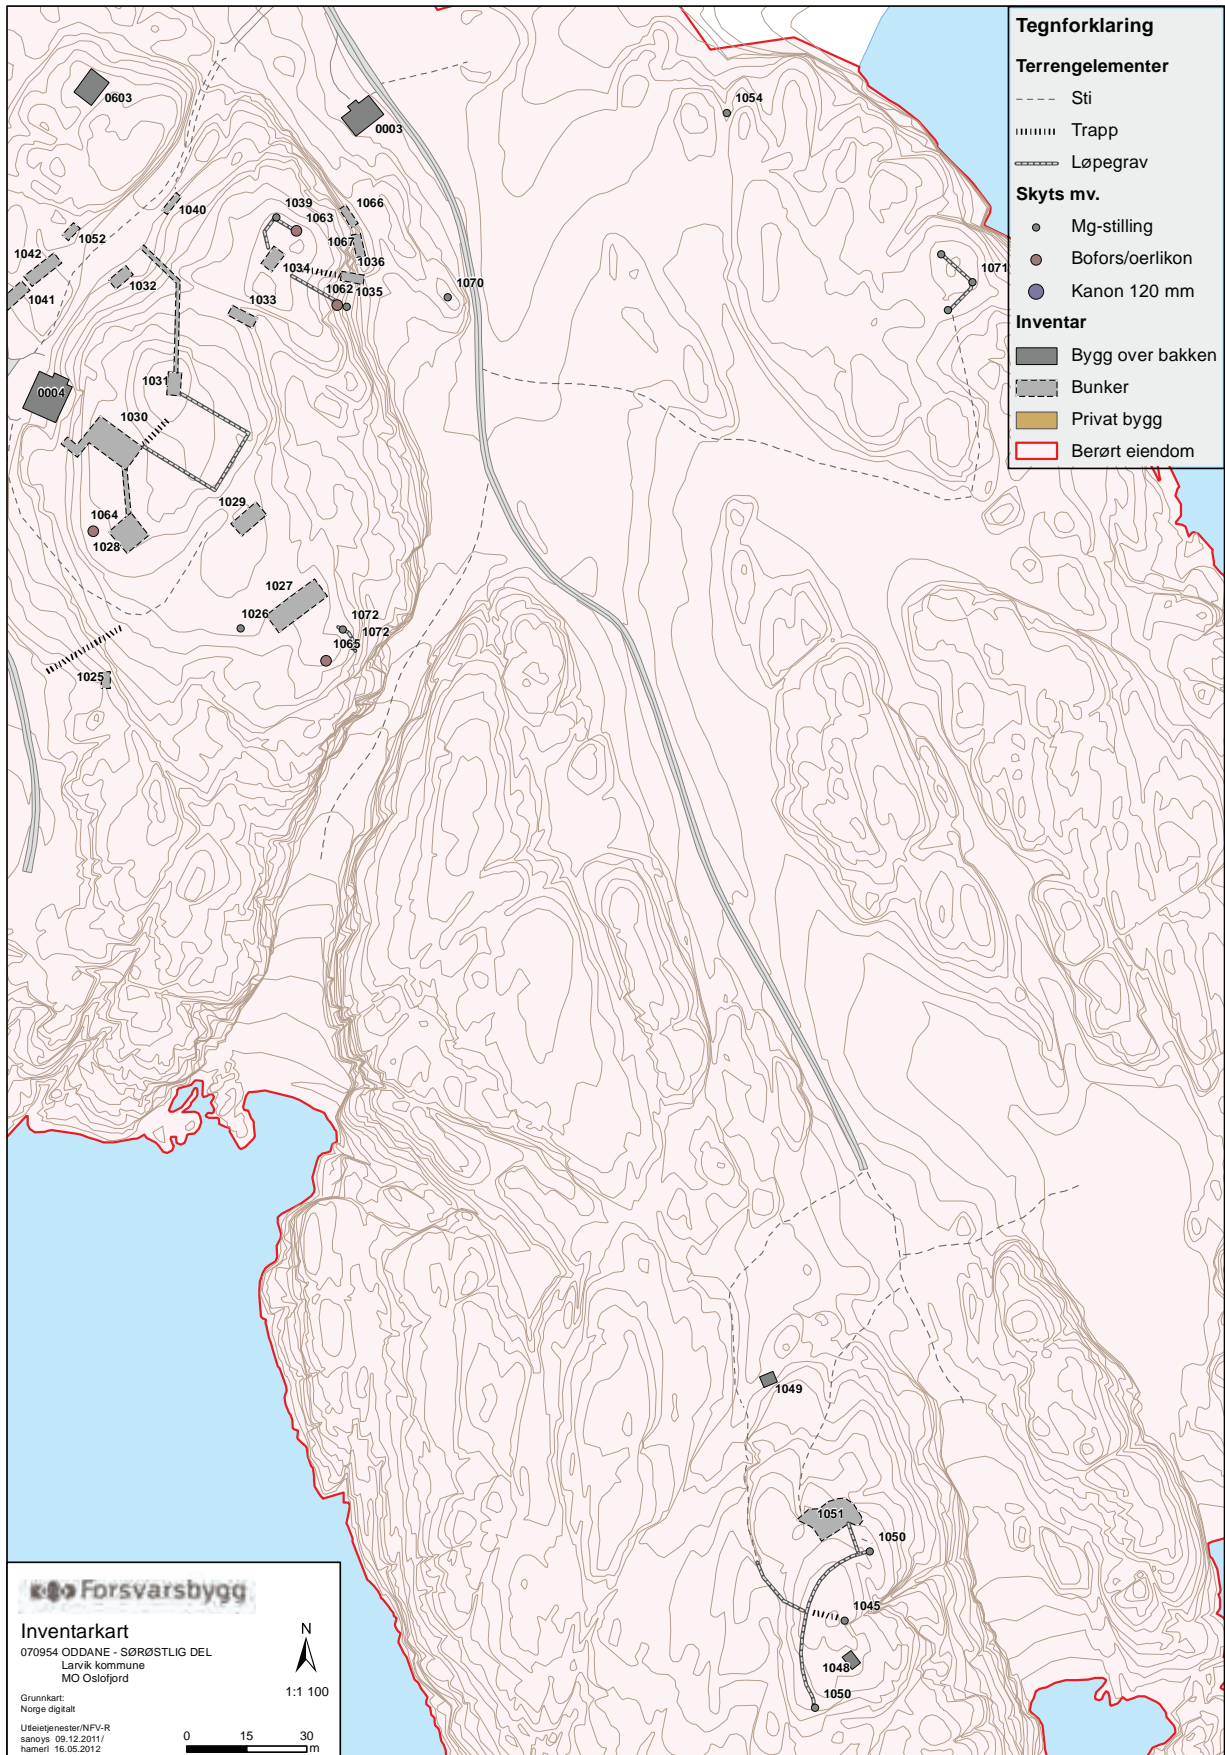 Tegnforklaring
Terrengelementer
Sti
Trapp
Løpegrav
Skyts mv.
Mg-stilling
Bofors/oerlikon
Kanon 120 mm
Inventar
Bygg over bakken
Bunker
Privat bygg
Berørt eiendom
0603
0003
1054
1040
1039
1063
1066
1052
1067
1036
1042
1034
1032
1062
1035
1070
1071
1041
1033
1031
0004
1030
1029
1064
1028
1027
1026
1072
1072
1065
1025
1049
1051
1050
1045
1048
1050
Forsvarsbygg
Inventarkart
070954 ODDANE - SØRØSTLIG DEL
Larvik kommune
MO Oslofjord
N
1:1 100
Grunnkart:
Norge digitalt
Utleietjenester/NFV-R
sanoys 09.12.2011/
hamerl 16.05.2012
0 15 30
m